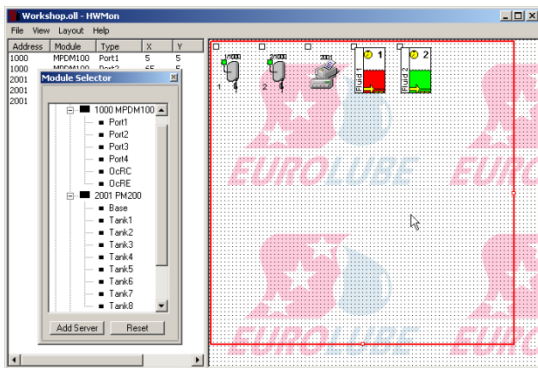 Workshop.oll - HWMon
File View Layout Help
Address Module Type X Y
1000 MPDM100 Port1 5 5
1000
2001
2001
2001
Module Selector
1000 MPDM100
Port1
Port2
Port3
Port4
OcRC
OcRE
2001 PM200
Base
Tank1
Tank2
Tank3
Tank4
Tank5
Tank6
Tank7
Tank8
Add Server Reset
1
2
2001
Fluid 1
1
Fluid 2
2
EUROLUBE
EUROLUBE